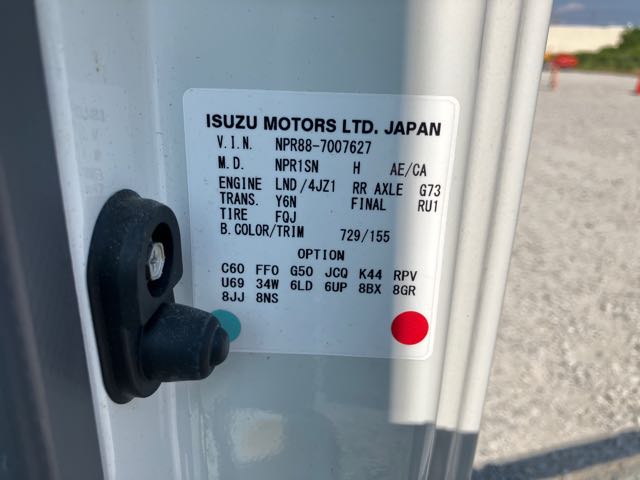 ISUZU MOTORS LTD. JAPAN
V.I.N. NPR88-7007627
M.D. NPR1SN H AE/CA
ENGINE LND/4JZ1 RR AXLE G73
TRANS. Y6N FINAL RU1
TIRE FQJ
B.COLOR/TRIM 729/155
OPTION
C60 FF0 G50 JCQ K44 RPV
U69 34W 6LD 6UP 8BX 8GR
8JJ 8NS